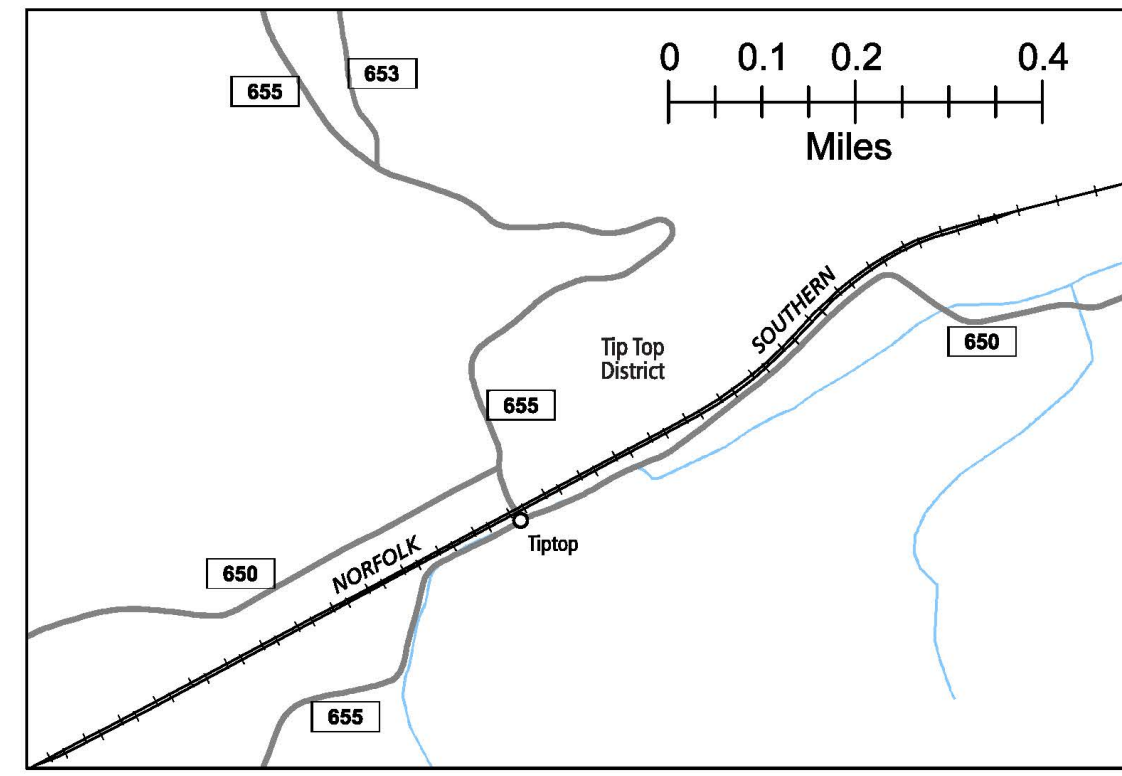 0 0.1 0.2 0.4
Miles
653
655
SOUTHERN
650
Tip Top
District
655
Tiptop
NORFOLK
650
655